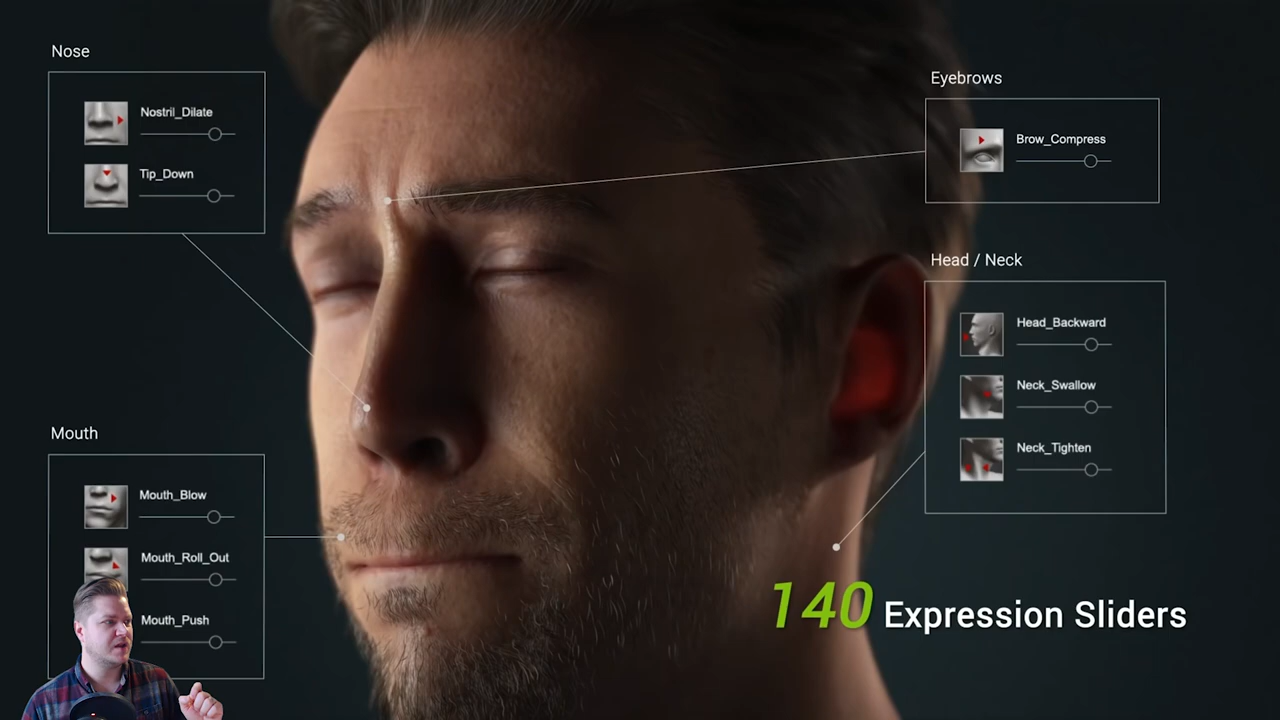 Nose
Nostril_Dilate
Tip_Down
Eyebrows
Brow_Compress
Head / Neck
Head_Backward
Neck_Swallow
Neck_Tighten
Mouth
Mouth_Blow
Mouth_Roll_Out
Mouth_Push
140 Expression Sliders